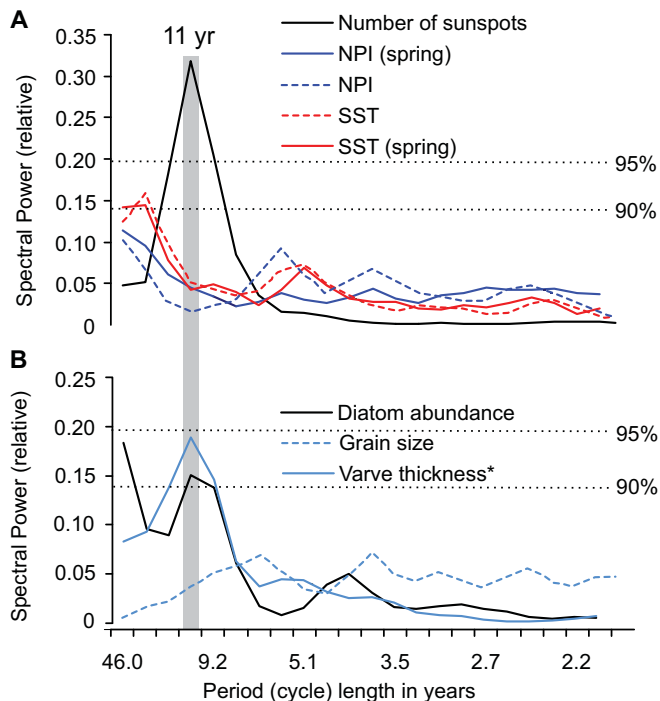 A
11 yr
Number of sunspots
NPI (spring)
NPI
SST
SST (spring)
Spectral Power (relative)
0.35
0.30
0.25
0.20
0.15
0.10
0.05
0
95%
90%
B
Diatom abundance
Grain size
Varve thickness*
Spectral Power (relative)
0.25
0.20
0.15
0.10
0.05
0
95%
90%
46.0 9.2 5.1 3.5 2.7 2.2
Period (cycle) length in years